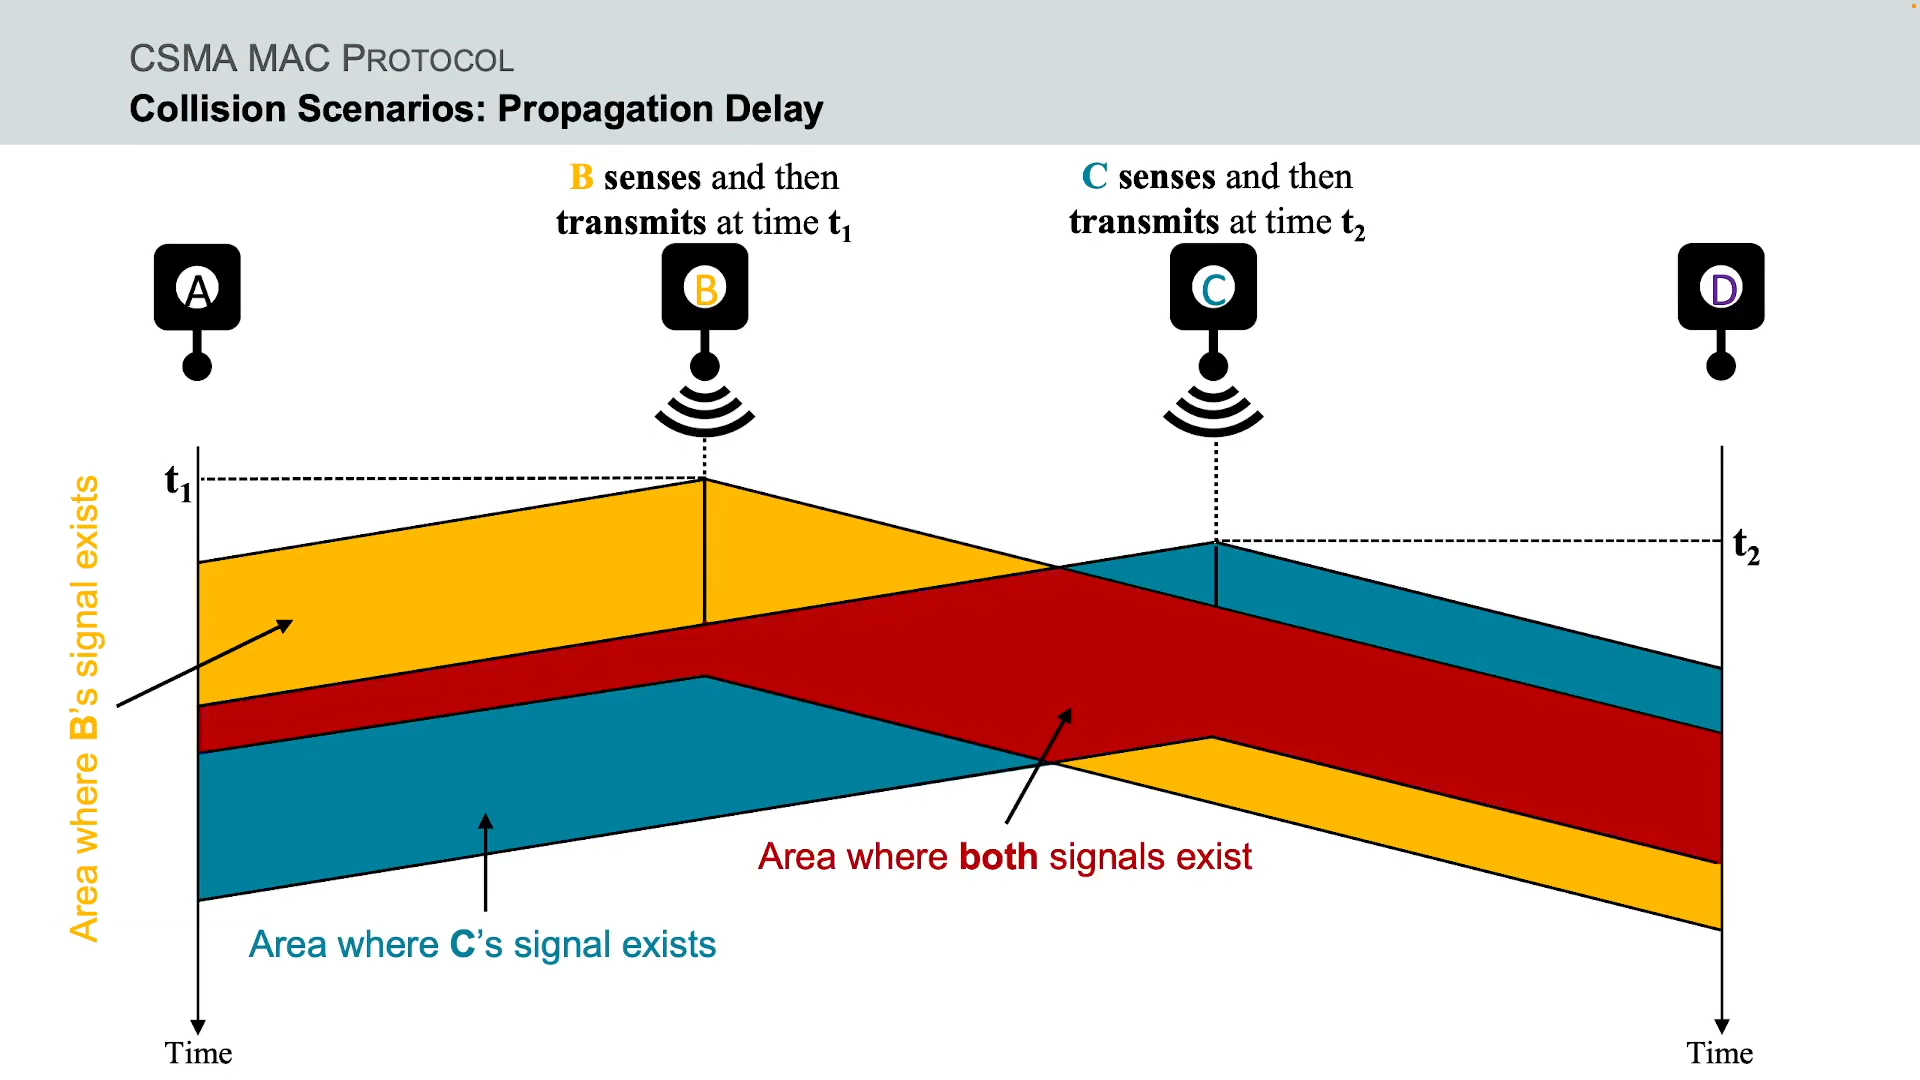 CSMA MAC PROTOCOL
Collision Scenarios: Propagation Delay
B senses and then
transmits at time t₁
C senses and then
transmits at time t₂
A
B
C
D
t₁
t₂
Area where B's signal exists
Area where both signals exist
Area where C's signal exists
Time
Time